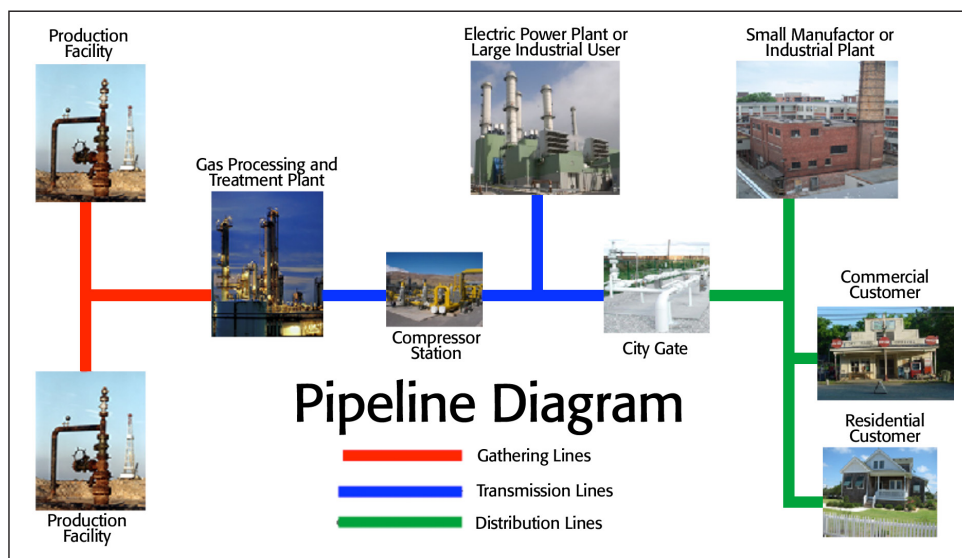 Production
Facility
Electric Power Plant or
Large Industrial User
Small Manufactor or
Industrial Plant
Gas Processing and
Treatment Plant
Commercial
Customer
Compressor
Station
City Gate
Pipeline Diagram
Residential
Customer
Gathering Lines
Transmission Lines
Distribution Lines
Production
Facility